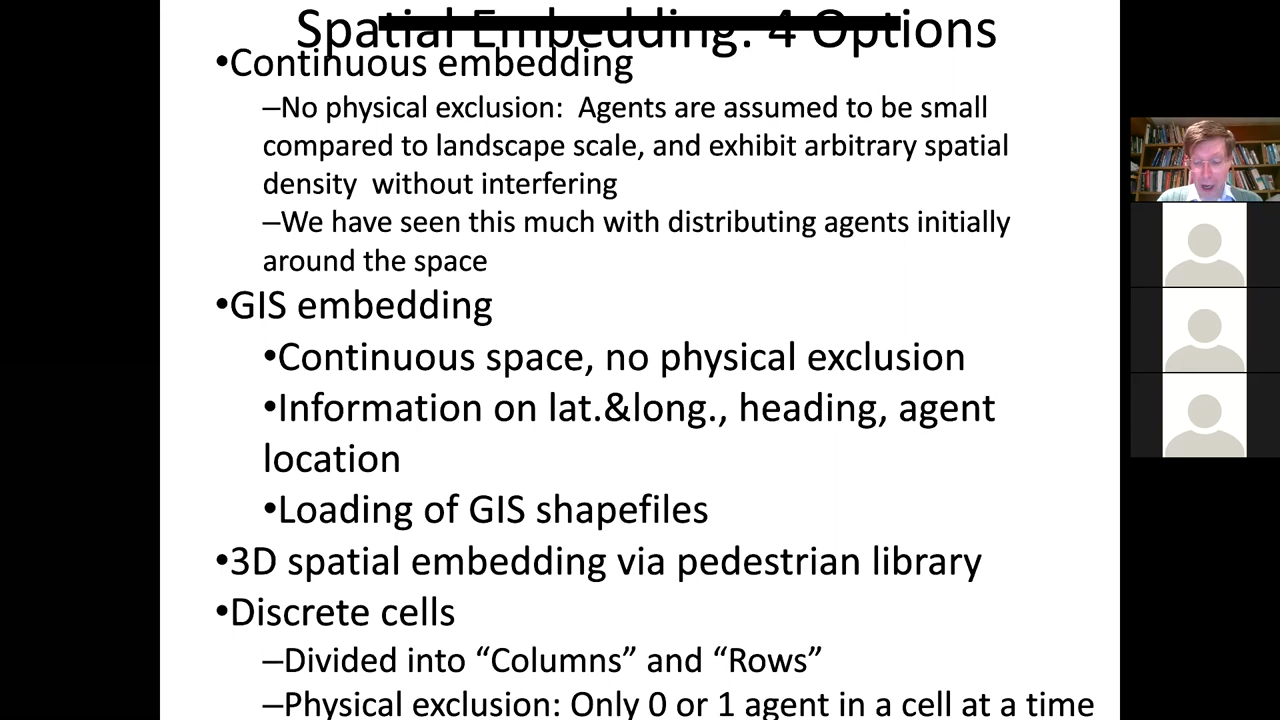 Spatial Embedding: 4 Options
•Continuous embedding
–No physical exclusion:  Agents are assumed to be small
compared to landscape scale, and exhibit arbitrary spatial
density  without interfering
–We have seen this much with distributing agents initially
around the space
•GIS embedding
•Continuous space, no physical exclusion
•Information on lat.&long., heading, agent
location
•Loading of GIS shapefiles
•3D spatial embedding via pedestrian library
•Discrete cells
–Divided into “Columns” and “Rows”
–Physical exclusion: Only 0 or 1 agent in a cell at a time